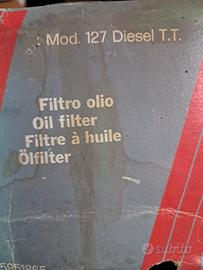 Mod. 127 Diesel T.T.
Filtro olio
Oil filter
Filtre à huile
Ölfilter
subito